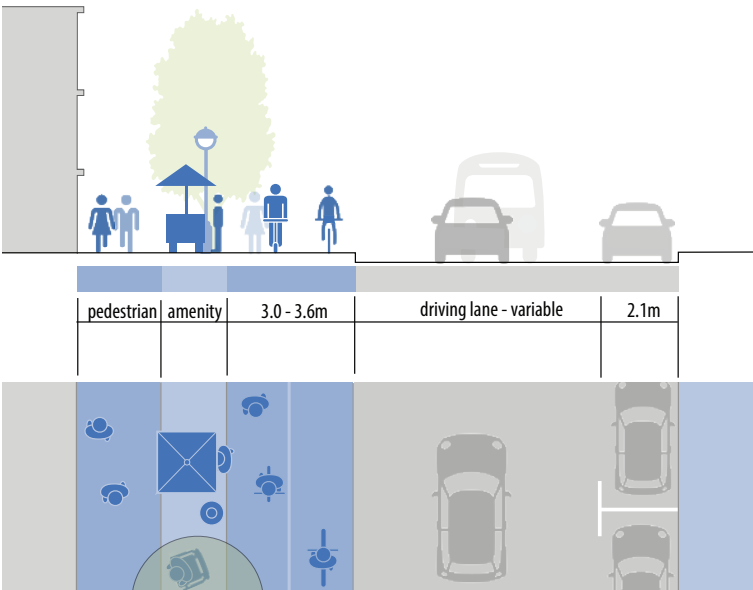 pedestrian amenity 3.0 - 3.6m driving lane - variable 2.1m